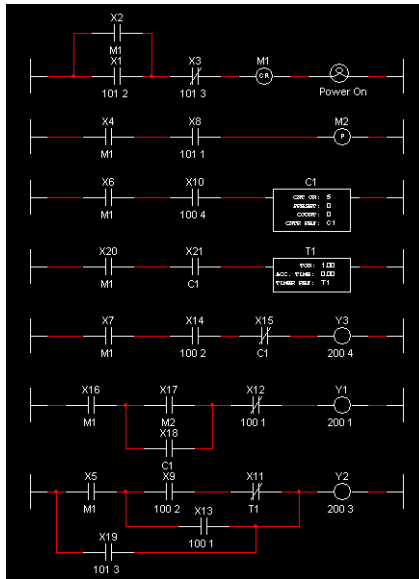 X2
M1
X1 X3 M1
101 2 101 3 CR Power On
X4 X8 M2
M1 101 1 P
X6 X10 C1
M1 100 4
CNT ON: 5
PRESET: 0
COUNT: 0
CNTR REF: C1
X20 X21 T1
M1 C1
TON: 1.00
ACC. TIME: 0.00
TIMER REF: T1
X7 X14 X15 Y3
M1 100 2 C1 200 4
X16 X17 X12 Y1
M1 M2 100 1 200 1
X18
C1
X5 X9 X11 Y2
M1 100 2 T1 200 3
X13
100 1
X19
101 3